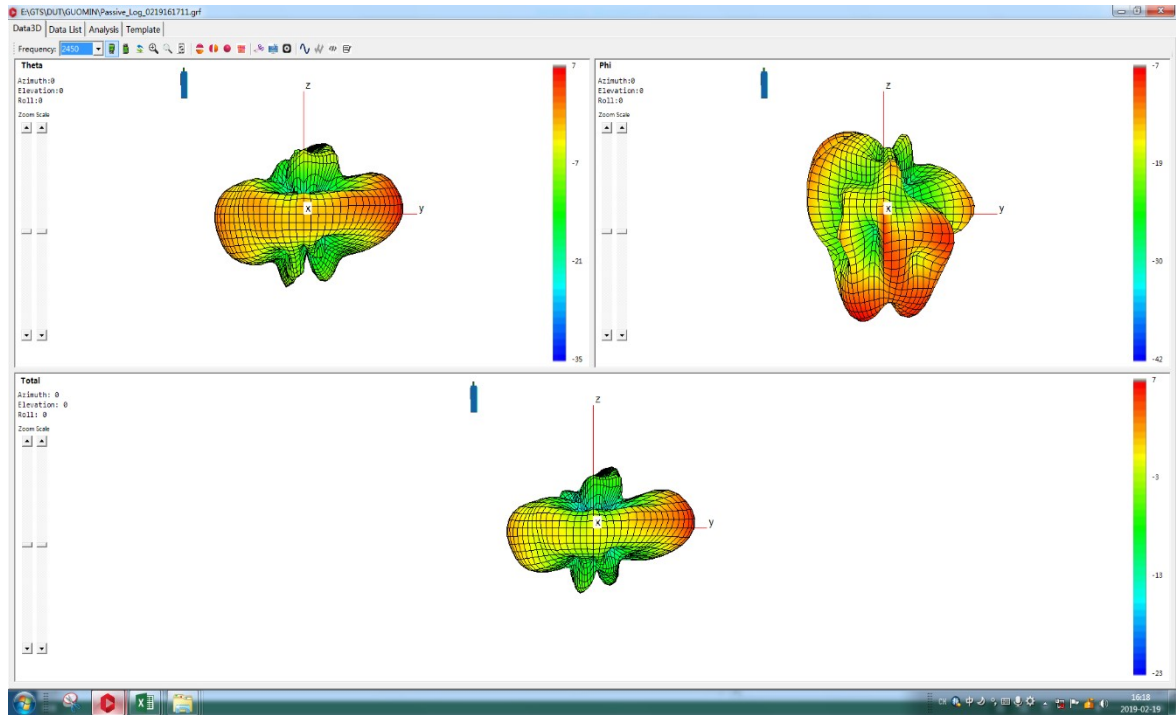 E:\GTS\DUT\GUOMIN\Passive_Log_0219161711.grf
Data3D Data List Analysis Template
Frequency: 2450
Theta
Azimuth:0
Elevation:0
Roll:0
Zoom Scale
z
x
y
7
-7
-21
-35
Phi
Azimuth:0
Elevation:0
Roll:0
Zoom Scale
z
x
y
-7
-19
-30
-42
Total
Azimuth: 0
Elevation: 0
Roll: 0
Zoom Scale
z
x
y
7
-3
-13
-23
CH 中
16:18
2019-02-19